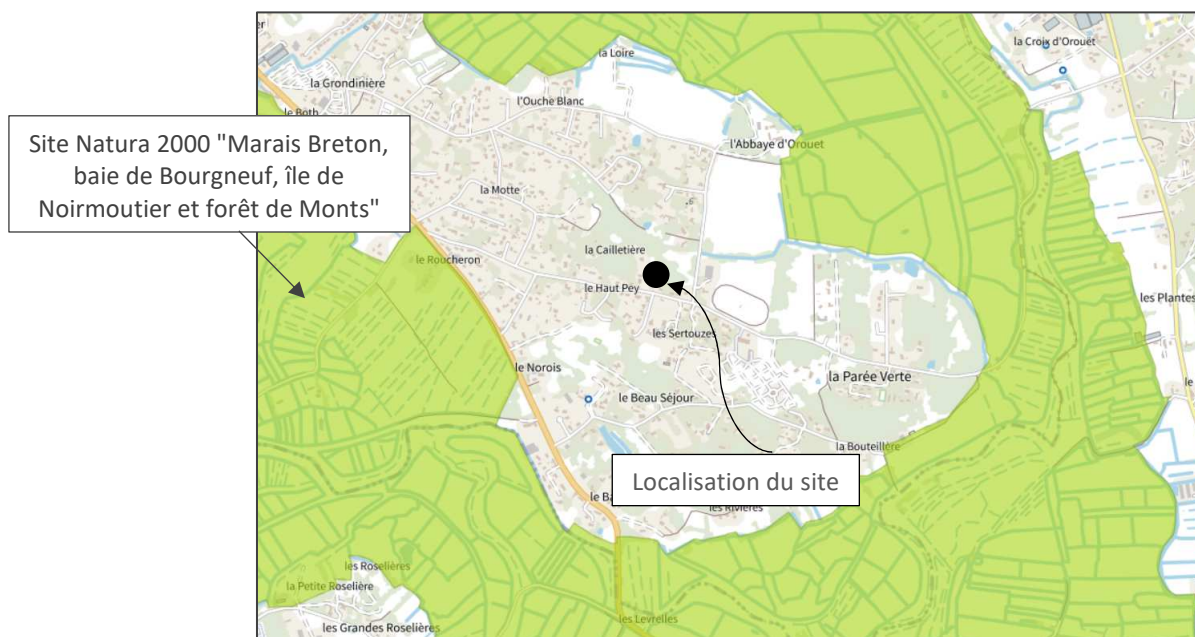 la Croix d'Orouet
la Loire
la Grondinière
l'Ouche Blanc
le Both
Site Natura 2000 "Marais Breton,
baie de Bourgneuf, île de
Noirmoutier et forêt de Monts"
l'Abbaye d'Orouet
la Motte
la Cailletière
le Roucheron
le Haut Pey
les Plantes
les Sertouzes
le Norois
la Parée Verte
le
le Beau Séjour
la Bouteillère
Localisation du site
le Ba
les Rivières
les Roselières
la Petite Roselière
les Levrelles
les Grandes Roselières